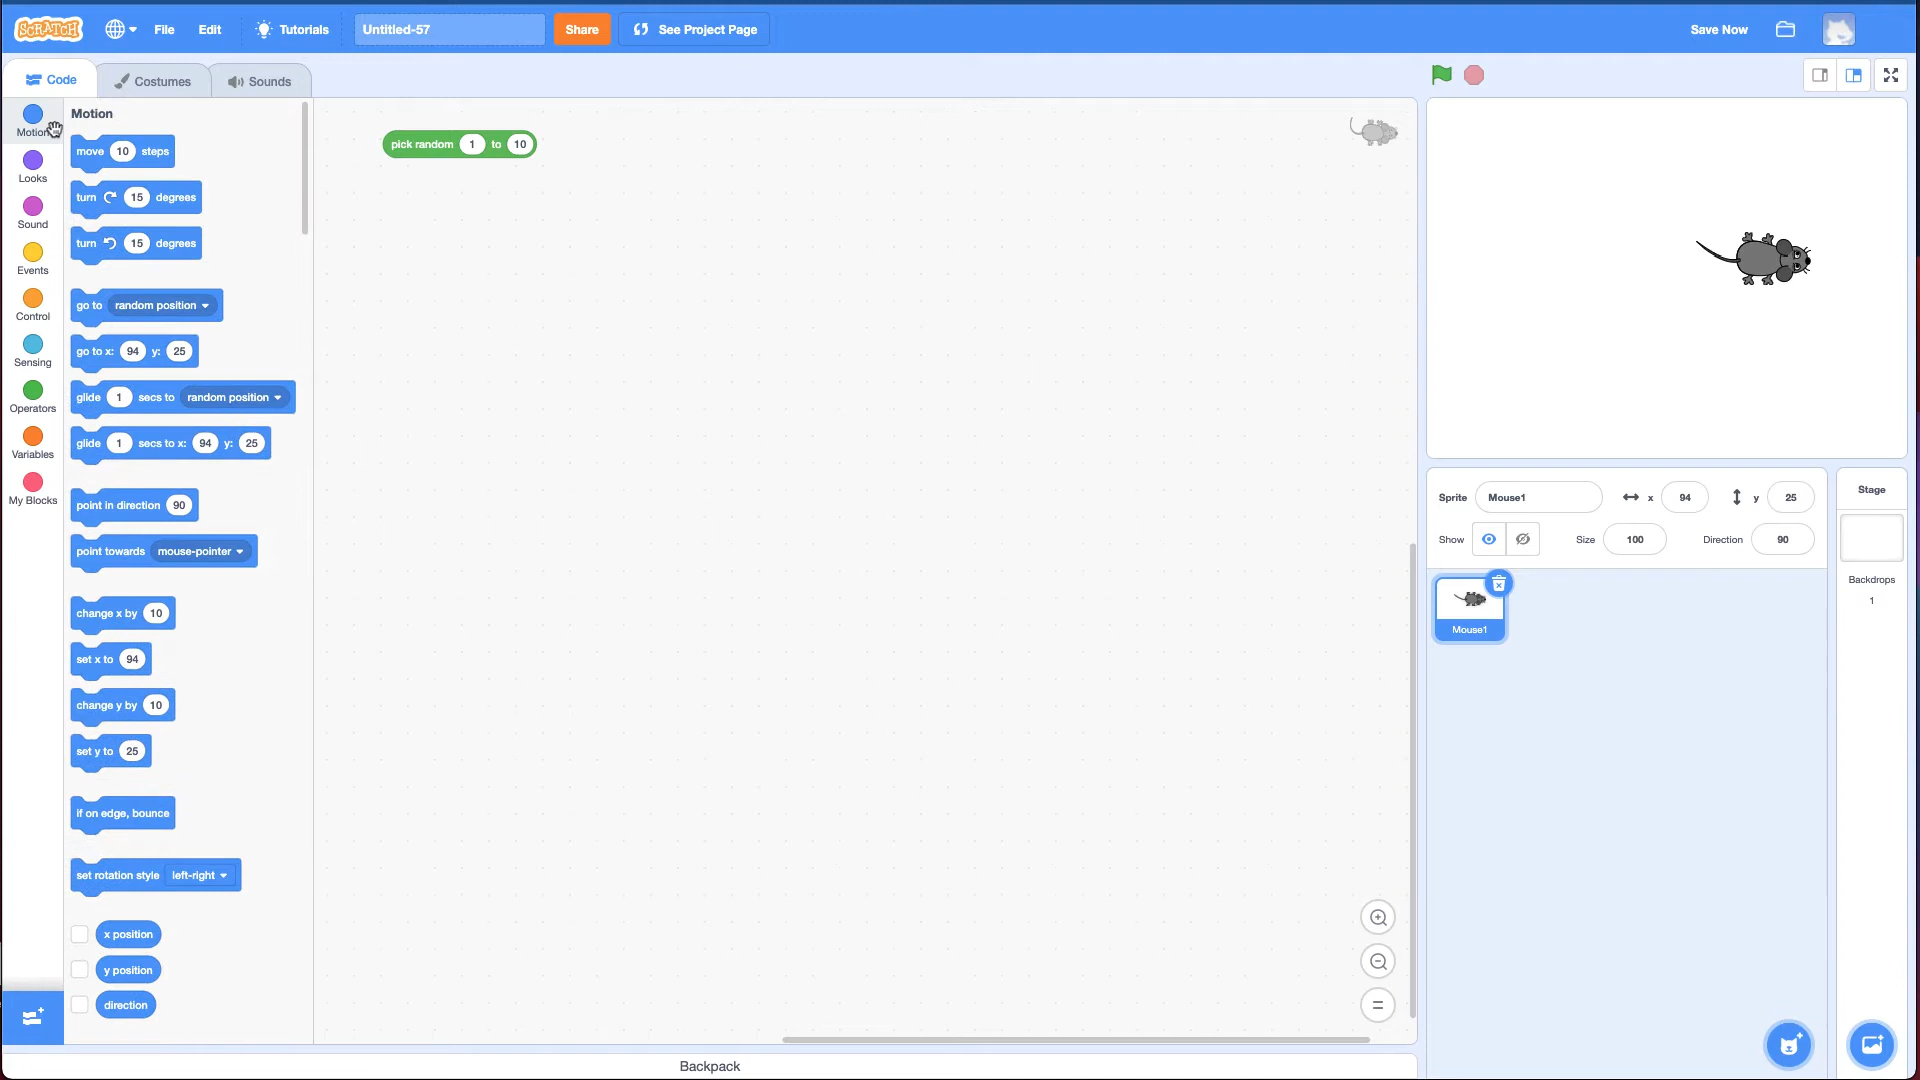 SCRATCH File Edit Tutorials Untitled-57 Share See Project Page Save Now
Code Costumes Sounds
Motion
Looks
Sound
Events
Control
Sensing
Operators
Variables
My Blocks
Motion
move 10 steps
turn 15 degrees
turn 15 degrees
go to random position
go to x: 94 y: 25
glide 1 secs to random position
glide 1 secs to x: 94 y: 25
point in direction 90
point towards mouse-pointer
change x by 10
set x to 94
change y by 10
set y to 25
if on edge, bounce
set rotation style left-right
x position
y position
direction
pick random 1 to 10
Backpack
Sprite Mouse1 x 94 y 25
Show Size 100 Direction 90
Mouse1
Stage
Backdrops
1